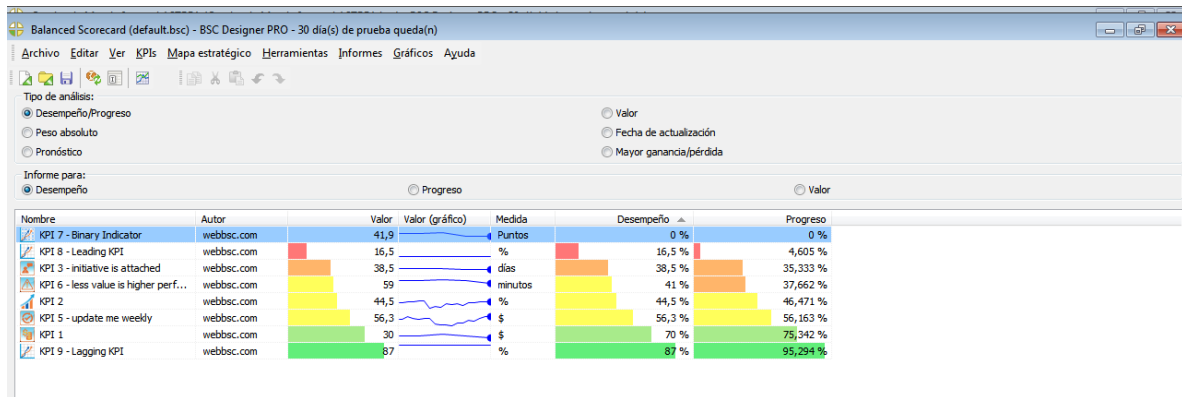 Balanced Scorecard (default.bsc) - BSC Designer PRO - 30 día(s) de prueba queda(n)
Archivo Editar Ver KPIs Mapa estratégico Herramientas Informes Gráficos Ayuda
Tipo de análisis:
Desempeño/Progreso Valor
Peso absoluto Fecha de actualización
Pronóstico Mayor ganancia/pérdida
Informe para:
Desempeño Progreso Valor
Nombre Autor Valor Valor (gráfico) Medida Desempeño Progreso
KPI 7 - Binary Indicator webbsc.com 41,9 Puntos 0 % 0 %
KPI 8 - Leading KPI webbsc.com 16,5 % 16,5 % 4,605 %
KPI 3 - initiative is attached webbsc.com 38,5 días 38,5 % 35,333 %
KPI 6 - less value is higher perf... webbsc.com 59 minutos 41 % 37,662 %
KPI 2 webbsc.com 44,5 % 44,5 % 46,471 %
KPI 5 - update me weekly webbsc.com 56,3 $ 56,3 % 56,163 %
KPI 1 webbsc.com 30 $ 70 % 75,342 %
KPI 9 - Lagging KPI webbsc.com 87 % 87 % 95,294 %